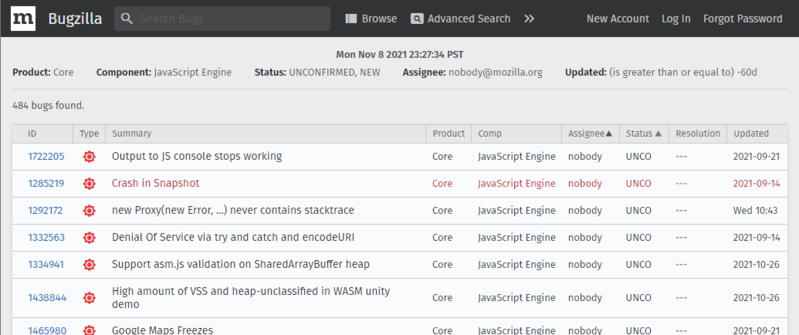 m Bugzilla Search Bugs Browse Advanced Search » New Account Log In Forgot Password
Mon Nov 8 2021 23:27:34 PST
Product: Core Component: JavaScript Engine Status: UNCONFIRMED, NEW Assignee: nobody@mozilla.org Updated: (is greater than or equal to) -60d
484 bugs found.
ID Type Summary Product Comp Assignee▲ Status▲ Resolution Updated
1722205 Output to JS console stops working Core JavaScript Engine nobody UNCO --- 2021-09-21
1285219 Crash in Snapshot Core JavaScript Engine nobody UNCO --- 2021-09-14
1292172 new Proxy(new Error, ...) never contains stacktrace Core JavaScript Engine nobody UNCO --- Wed 10:43
1332563 Denial Of Service via try and catch and encodeURI Core JavaScript Engine nobody UNCO --- 2021-09-14
1334941 Support asm.js validation on SharedArrayBuffer heap Core JavaScript Engine nobody UNCO --- 2021-10-26
1438844 High amount of VSS and heap-unclassified in WASM unity Core JavaScript Engine nobody UNCO --- 2021-10-26
demo
1465980 Google Maps Freezes Core JavaScript Engine nobody UNCO --- 2021-09-21